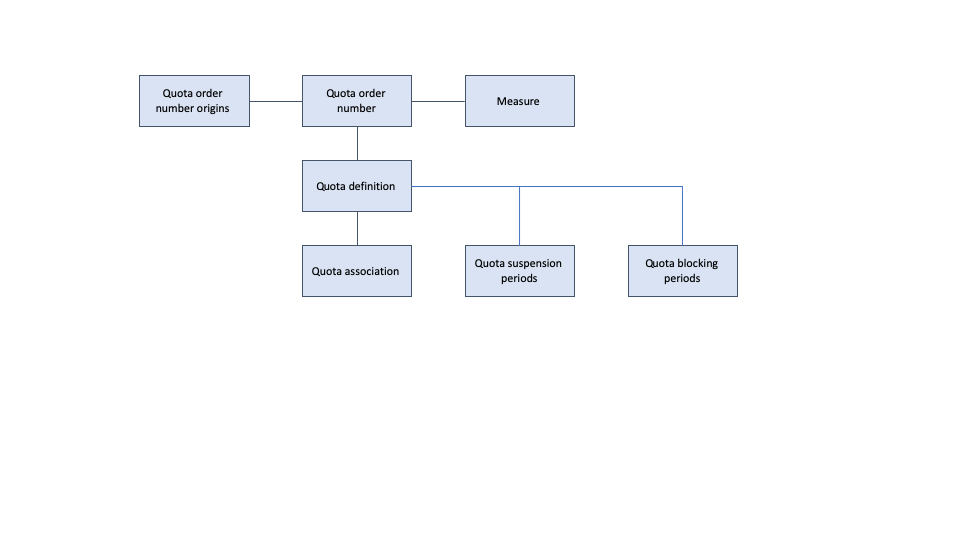 Quota order
number origins
Quota order
number
Measure
Quota definition
Quota association
Quota suspension
periods
Quota blocking
periods